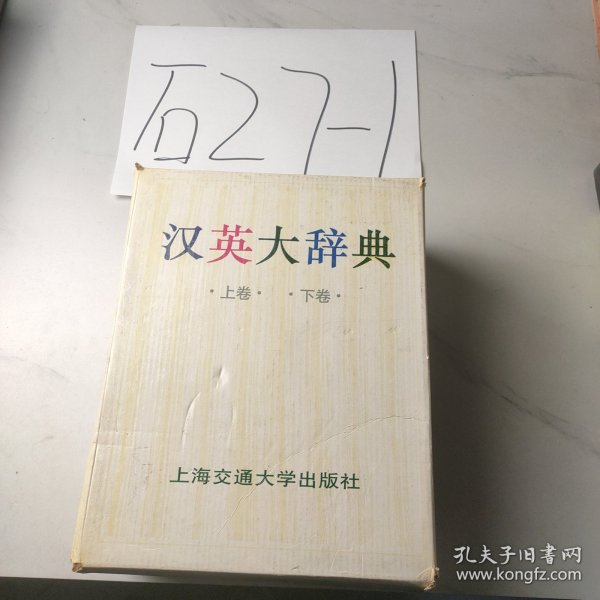 石27-1
汉英大辞典
·上卷· ·下卷·
上海交通大学出版社
孔夫子旧书网
www.kongfz.com